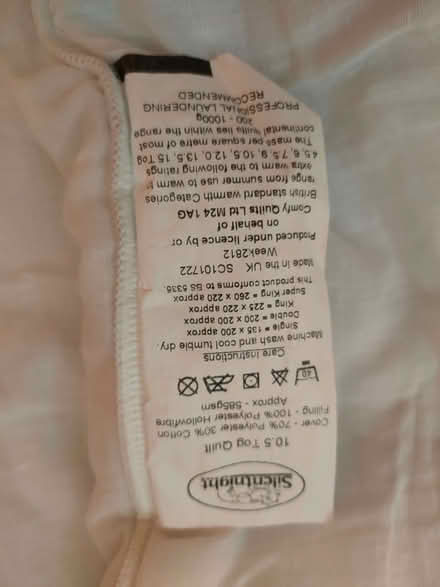 Silentnight
10.5 Tog Quilt
Cover - 70% Polyester 30% Cotton
Filling - 100% Polyester Hollowfibre
Approx - 585gsm
40
Care Instructions
Machine wash and cool tumble dry.
Single = 135 x 200 approx
Double = 200 x 200 approx
King = 225 x 220 approx
Super King = 260 x 220 approx
This product conforms to BS 5335.
Made in the UK SC101722
Week2812
Produced under licence by or
on behalf of
Comfy Quilts Ltd M24 1AG
British standard warmth Categories
range from summer use to warm to
extra warm to the following ratings
4.5, 6, 7.5, 9, 10.5, 12.0, 13.5, 15 Tog
The mass per square metre of most
continental quilts lies within the range
200 - 1000g
PROFESSIONAL LAUNDERING
RECOMMENDED